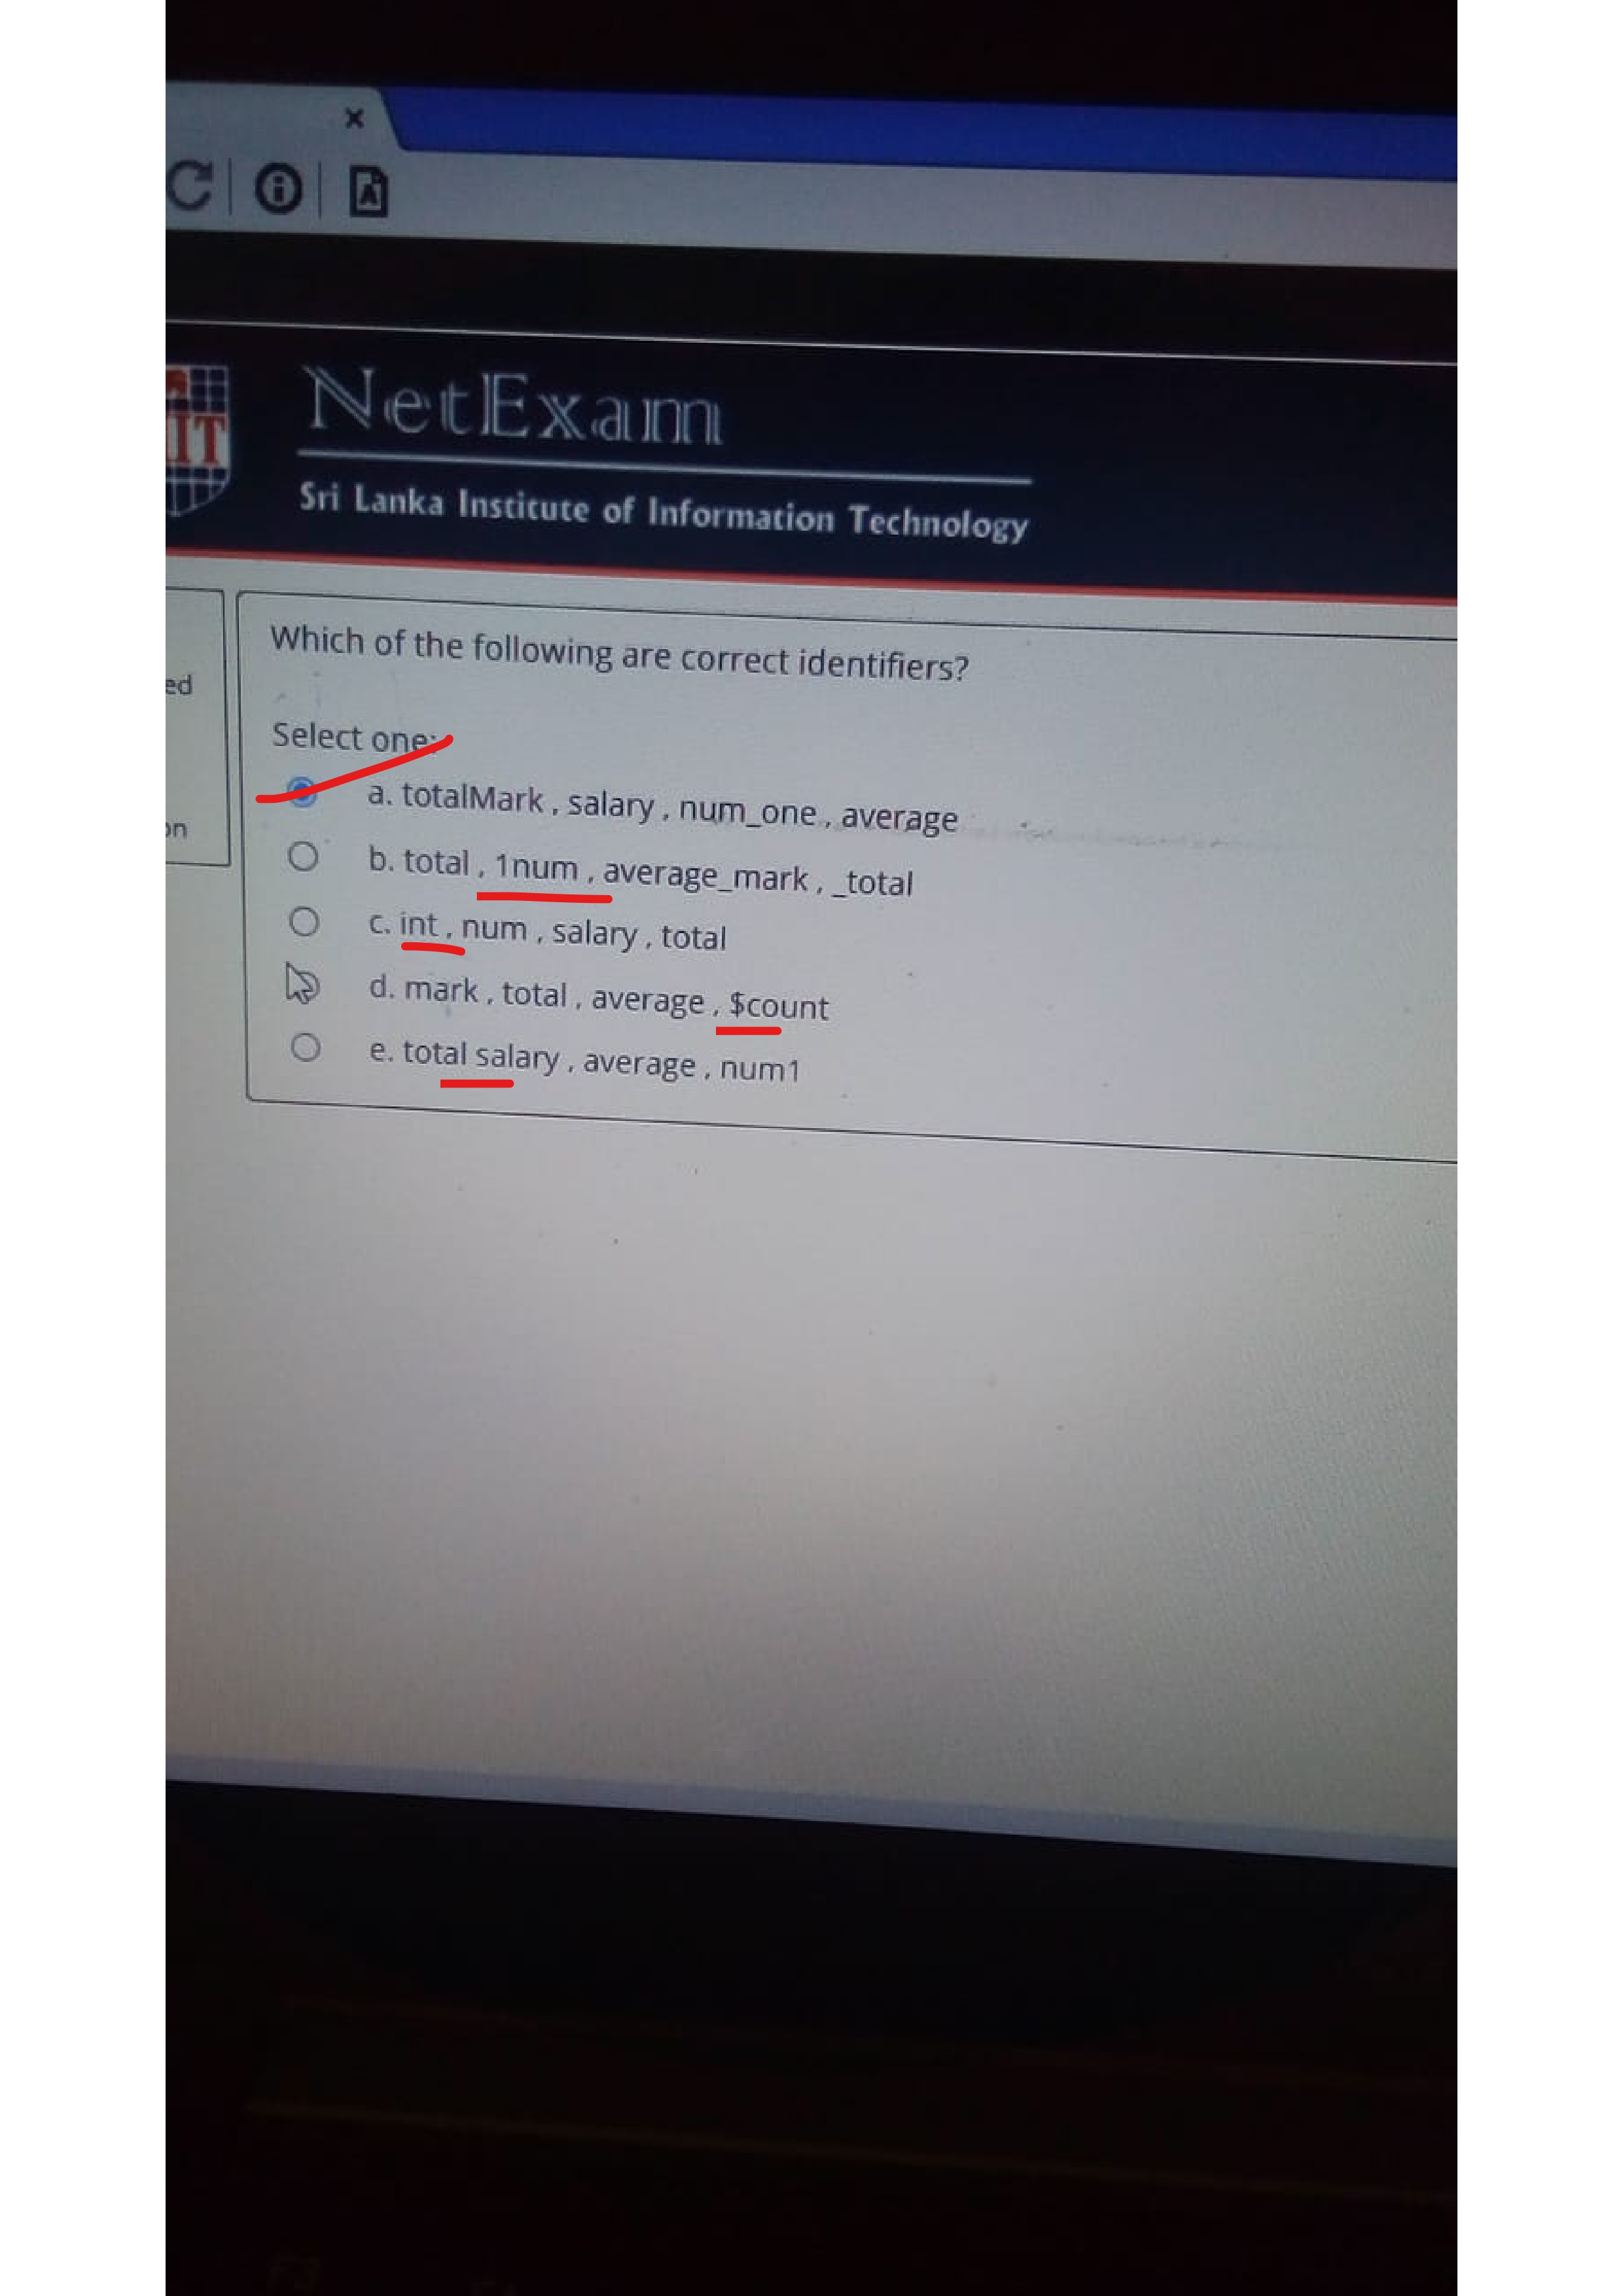 NetExam
IT
Sri Lanka Institute of Information Technology
Which of the following are correct identifiers?
ed
Select one:
a. totalMark , salary , num_one , average
on
b. total , 1num , average_mark , _total
c. int , num , salary , total
d. mark , total , average , $count
e. total salary , average , num1